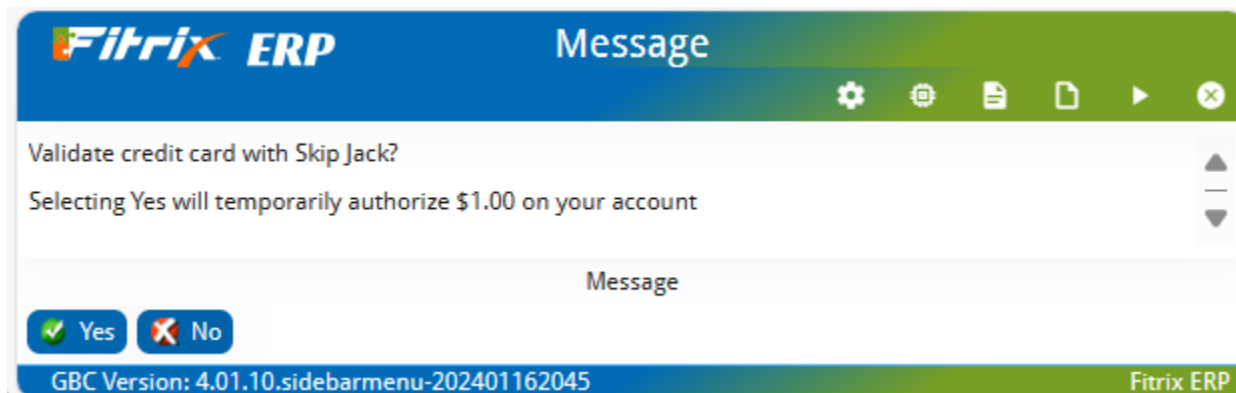 Fitrix ERP
Message
Validate credit card with Skip Jack?
Selecting Yes will temporarily authorize $1.00 on your account
Message
Yes No
GBC Version: 4.01.10.sidebarmenu-202401162045 Fitrix ERP